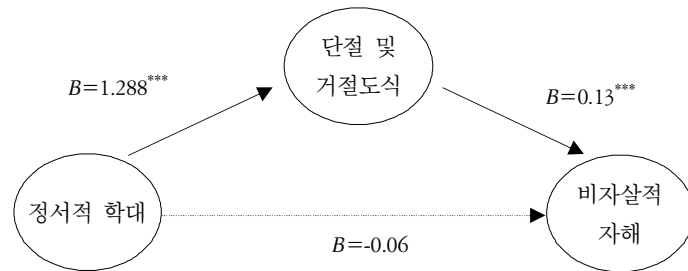 단절 및
거절도식
B=1.288***
B=0.13***
정서적 학대
비자살적
자해
B=-0.06